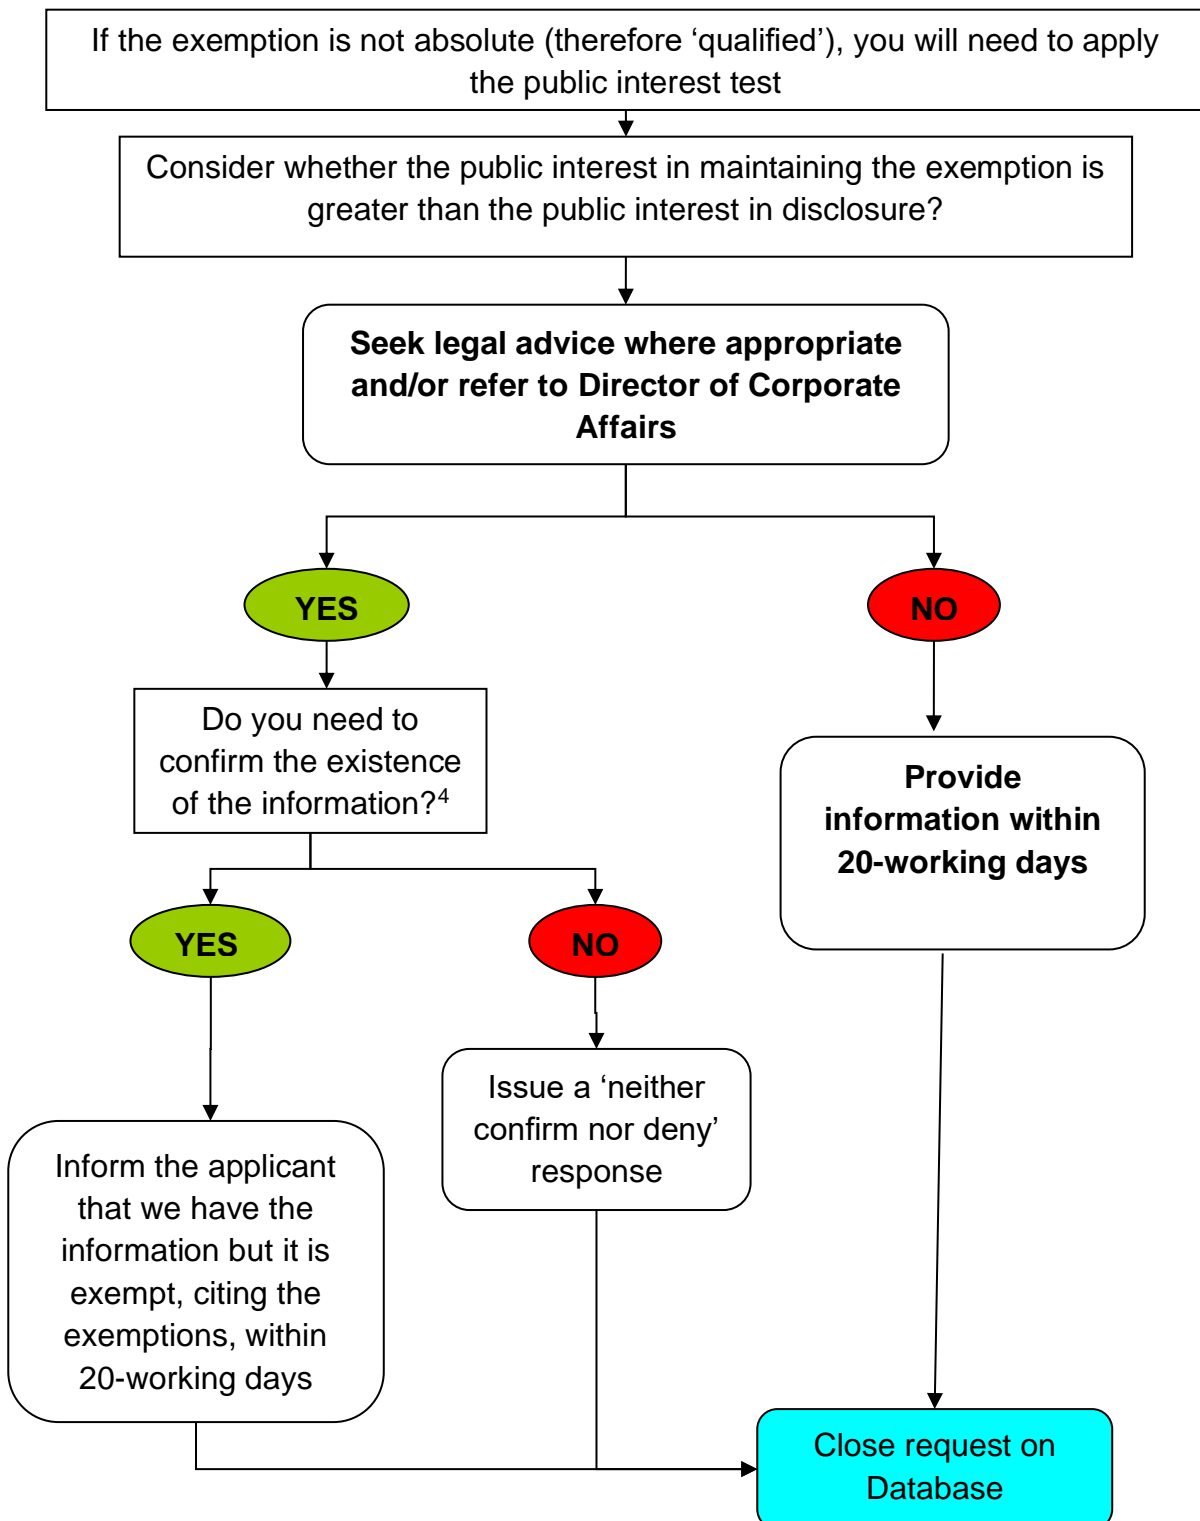 If the exemption is not absolute (therefore ‘qualified’), you will need to apply
the public interest test
Consider whether the public interest in maintaining the exemption is
greater than the public interest in disclosure?
Seek legal advice where appropriate
and/or refer to Director of Corporate
Affairs
YES
NO
Do you need to
confirm the existence
of the information?⁴
Provide
information within
20-working days
YES
NO
Issue a ‘neither
confirm nor deny’
response
Inform the applicant
that we have the
information but it is
exempt, citing the
exemptions, within
20-working days
Close request on
Database